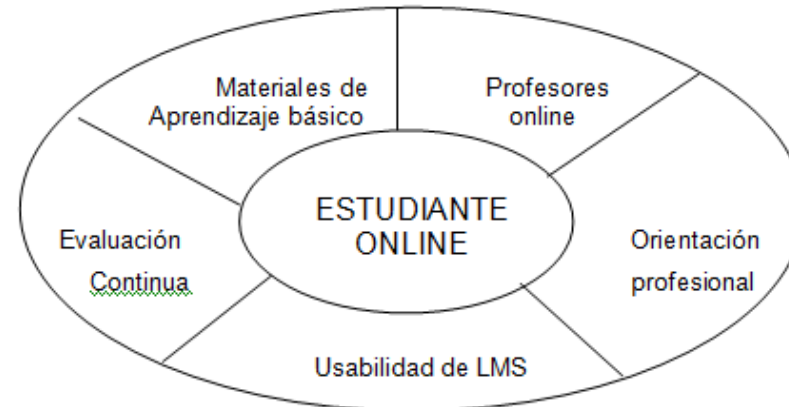 Materiales de
Aprendizaje básico
Profesores
online
ESTUDIANTE
ONLINE
Evaluación
Continua
Orientación
profesional
Usabilidad de LMS